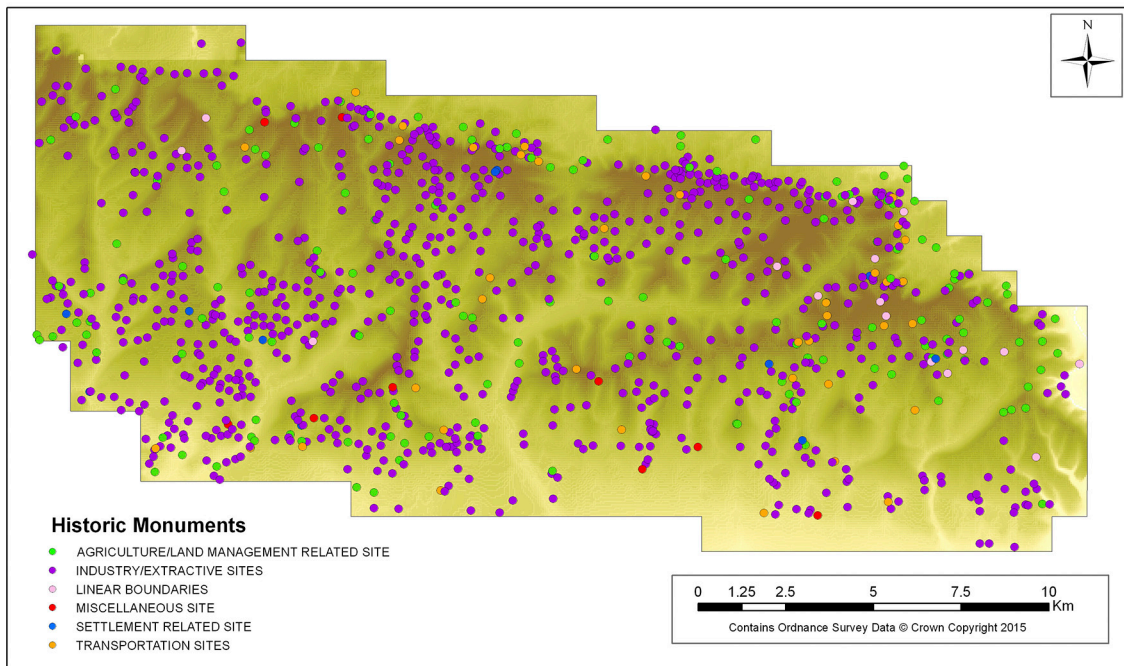 N
Historic Monuments
AGRICULTURE/LAND MANAGEMENT RELATED SITE
INDUSTRY/EXTRACTIVE SITES
LINEAR BOUNDARIES
MISCELLANEOUS SITE
SETTLEMENT RELATED SITE
TRANSPORTATION SITES
0 1.25 2.5 5 7.5 10
Km
Contains Ordnance Survey Data © Crown Copyright 2015